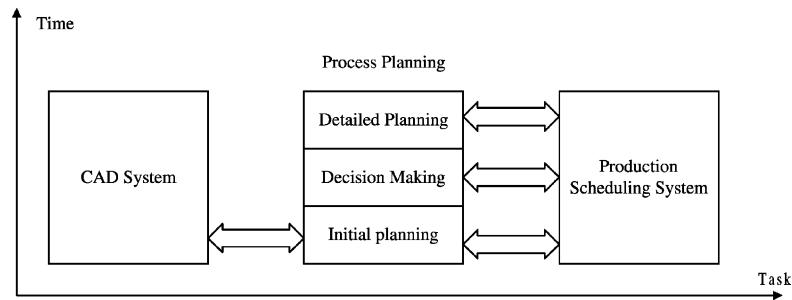 Time
Process Planning
Detailed Planning
CAD System
Decision Making
Production
Scheduling System
Initial planning
Task